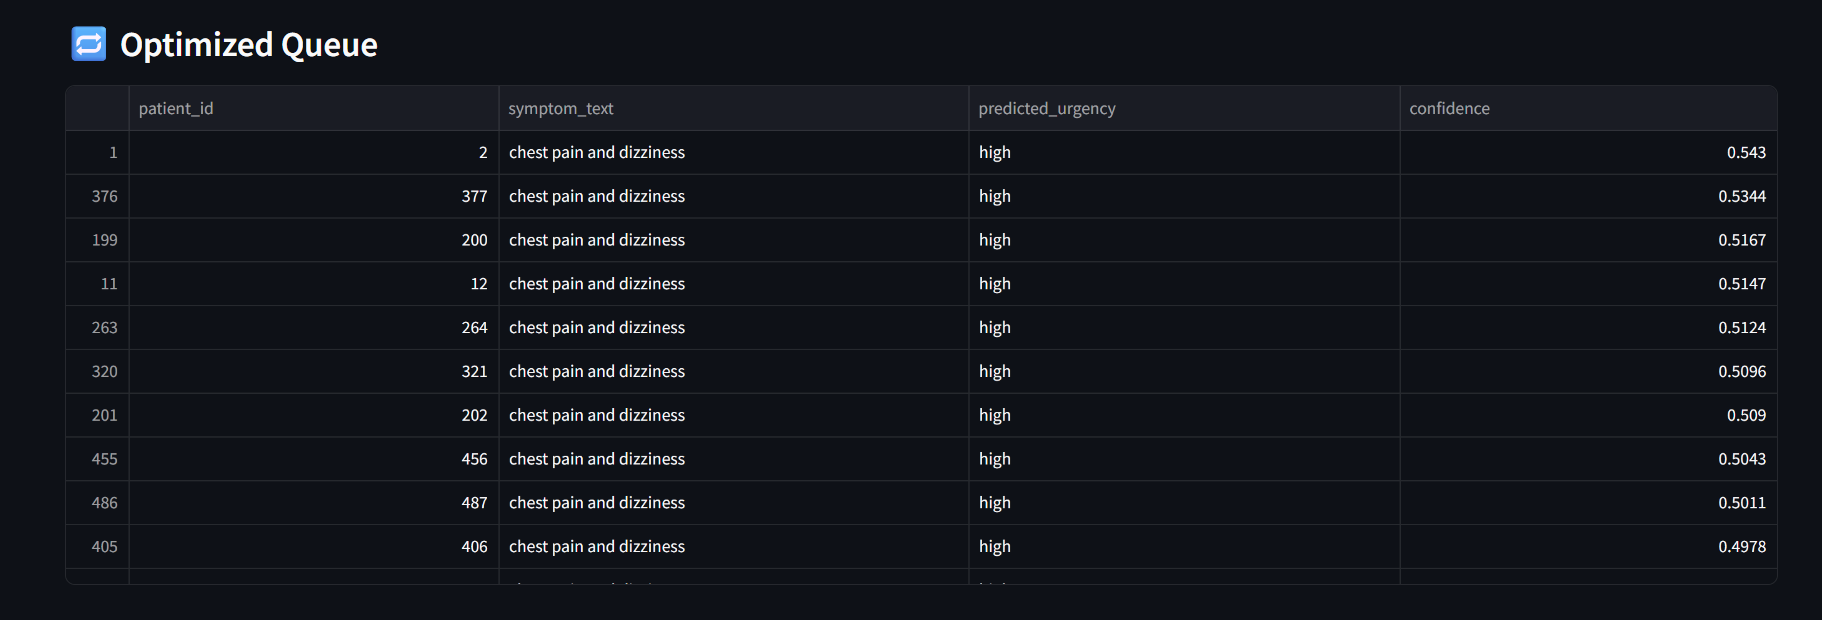 Optimized Queue
patient_id symptom_text predicted_urgency confidence
1 2 chest pain and dizziness high 0.543
376 377 chest pain and dizziness high 0.5344
199 200 chest pain and dizziness high 0.5167
11 12 chest pain and dizziness high 0.5147
263 264 chest pain and dizziness high 0.5124
320 321 chest pain and dizziness high 0.5096
201 202 chest pain and dizziness high 0.509
455 456 chest pain and dizziness high 0.5043
486 487 chest pain and dizziness high 0.5011
405 406 chest pain and dizziness high 0.4978